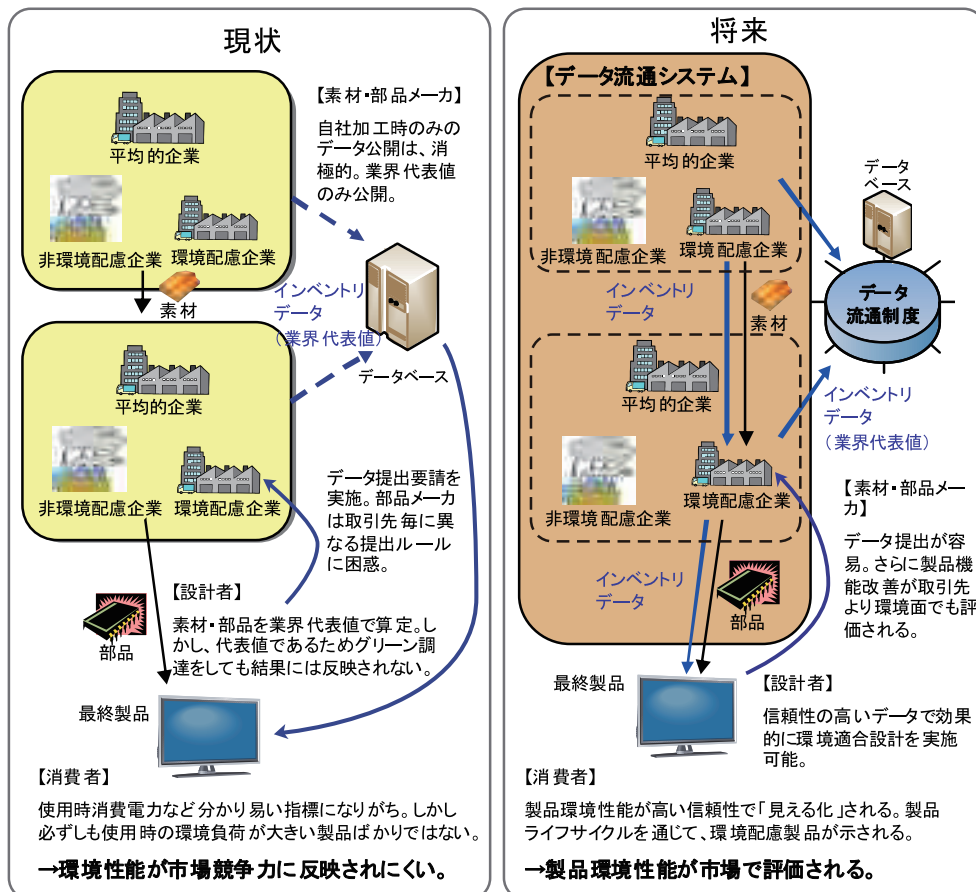 現状
【素材・部品メーカ】
自社加工時のみの
データ公開は、消
極的。業界代表値
のみ公開。
平均的企業
非環境配慮企業
環境配慮企業
素材
インベントリ
データ
(業界代表値)
データベース
平均的企業
非環境配慮企業
環境配慮企業
データ提出要請を
実施。部品メーカ
は取引先毎に異
なる提出ルール
に困惑。
部品
【設計者】
素材・部品を業界代表値で算定。し
かし、代表値であるためグリーン調
達をしても結果には反映されない。
最終製品
【消費者】
使用時消費電力など分かり易い指標になりがち。しかし
必ずしも使用時の環境負荷が大きい製品ばかりではない。
→環境性能が市場競争力に反映されにくい。
将来
【データ流通システム】
平均的企業
非環境配慮企業
環境配慮企業
データ
ベース
データ
流通制度
インベントリ
データ
素材
平均的企業
インベントリ
データ
(業界代表値)
非環境配慮企業
環境配慮企業
【素材・部品メー
カ】
データ提出が容
易。さらに製品機
能改善が取引先
より環境面でも評
価される。
インベントリ
データ
部品
最終製品
【設計者】
信頼性の高いデータで効果
的に環境適合設計を実施
可能。
【消費者】
製品環境性能が高い信頼性で「見える化」される。製品
ライフサイクルを通じて、環境配慮製品が示される。
→製品環境性能が市場で評価される。